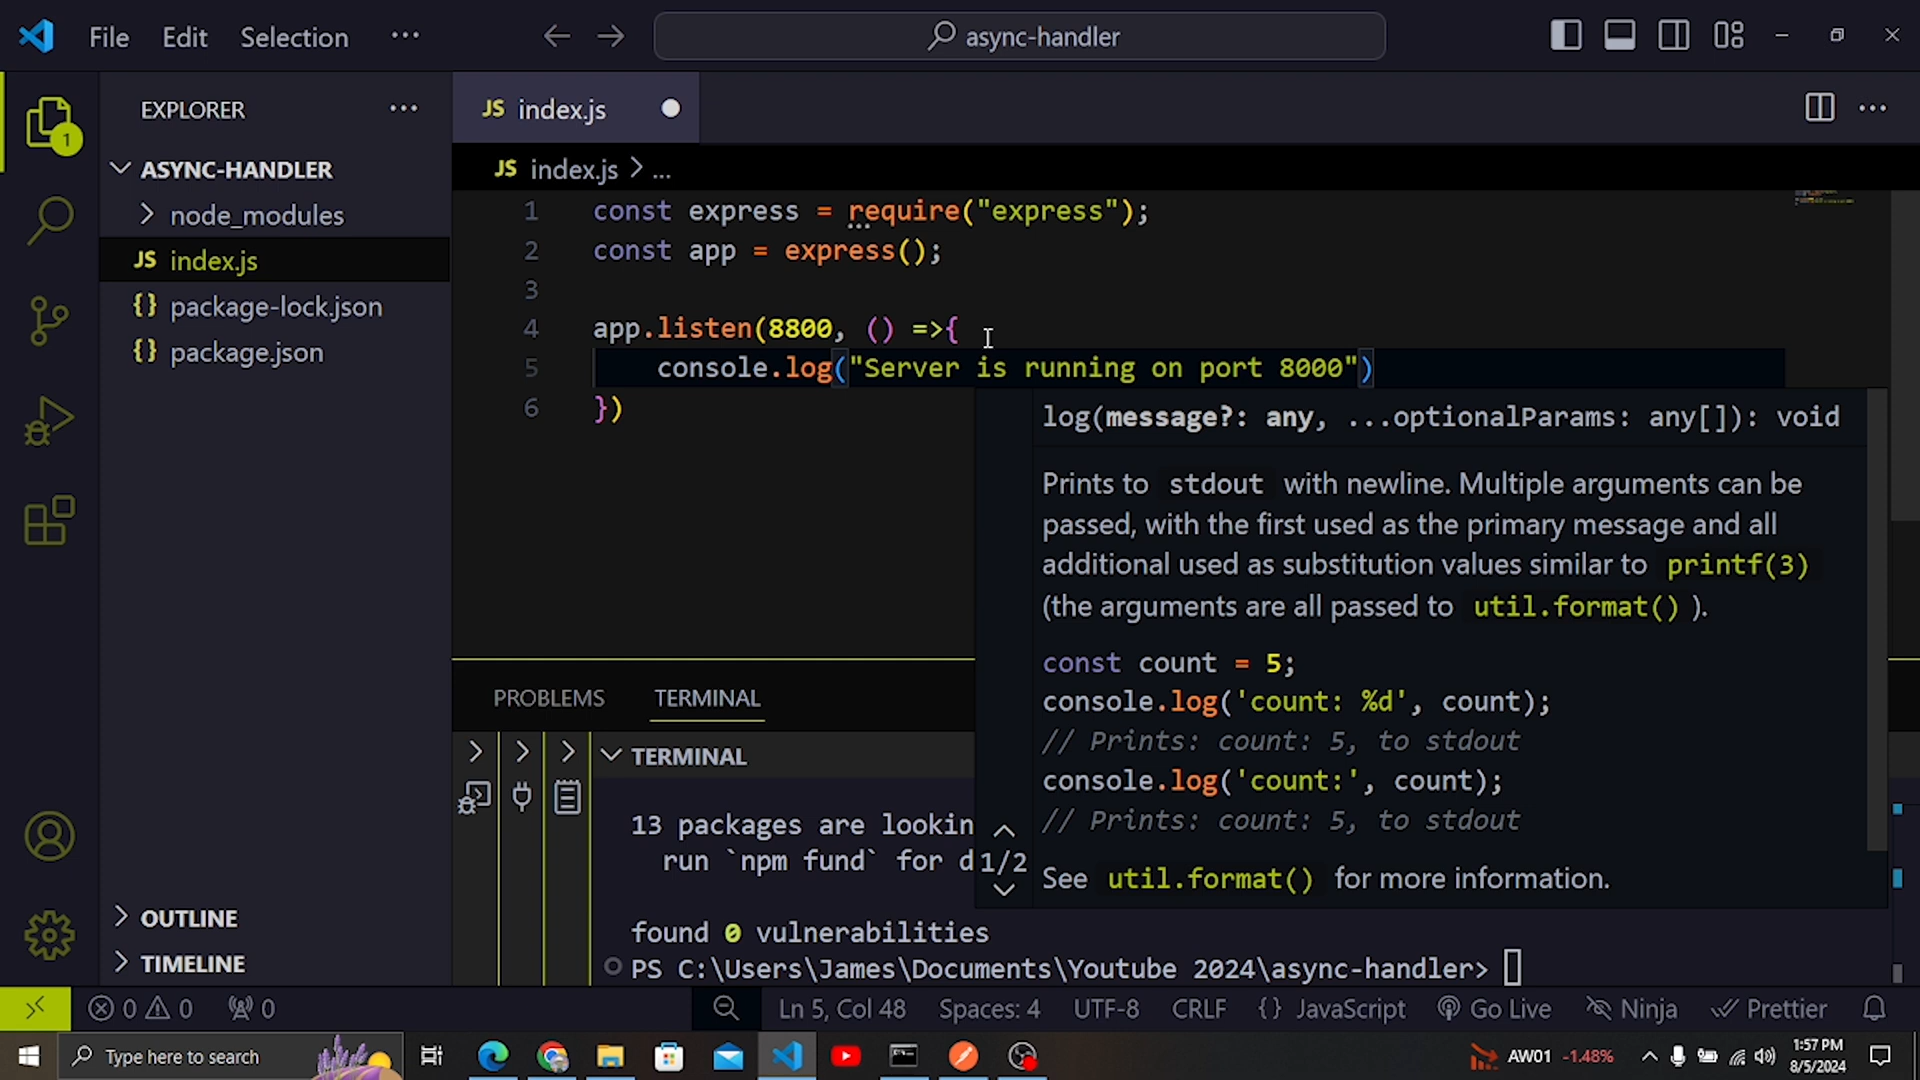 File Edit Selection ...
async-handler
EXPLORER ...
ASYNC-HANDLER
node_modules
JS index.js
{} package-lock.json
{} package.json
OUTLINE
TIMELINE
1
JS index.js
JS index.js > ...
1 const express = require("express");
2 const app = express();
3
4 app.listen(8800, () =>{
5 console.log("Server is running on port 8000")
6 })
log(message?: any, ...optionalParams: any[]): void
Prints to stdout with newline. Multiple arguments can be
passed, with the first used as the primary message and all
additional used as substitution values similar to printf(3)
(the arguments are all passed to util.format() ).
const count = 5;
console.log('count: %d', count);
// Prints: count: 5, to stdout
console.log('count:', count);
// Prints: count: 5, to stdout
See util.format() for more information.
1/2
PROBLEMS TERMINAL
TERMINAL
13 packages are lookin
run `npm fund` for d
found 0 vulnerabilities
PS C:\Users\James\Documents\Youtube 2024\async-handler>
0 0 0 Ln 5, Col 48 Spaces: 4 UTF-8 CRLF {} JavaScript Go Live Ninja Prettier
Type here to search
AW01 -1.48%
1:57 PM
8/5/2024